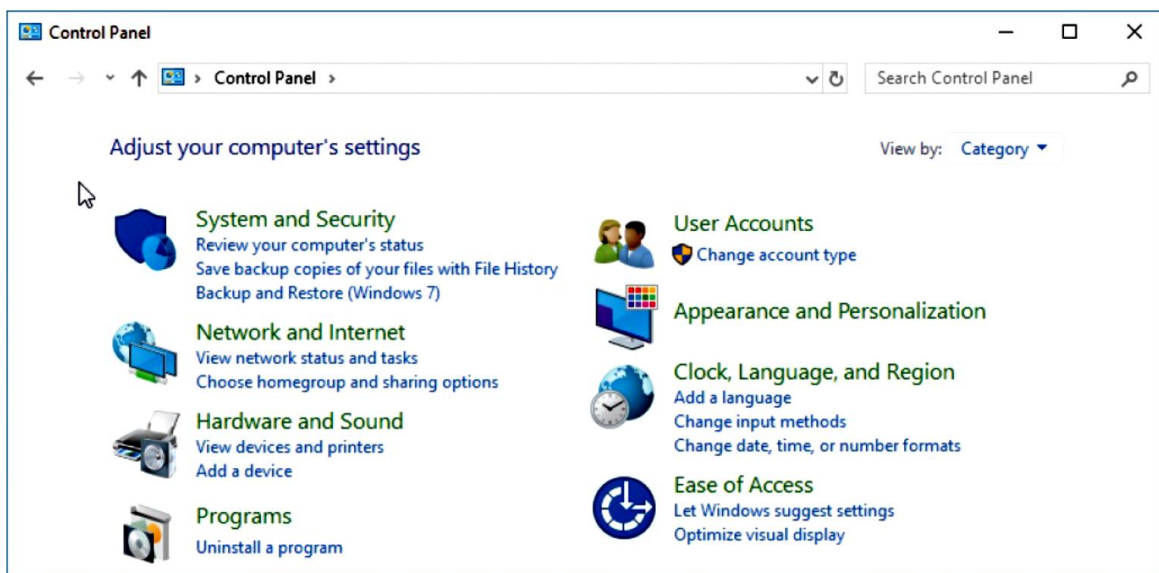 Control Panel
Control Panel
Search Control Panel
Adjust your computer's settings
View by: Category
System and Security
Review your computer's status
Save backup copies of your files with File History
Backup and Restore (Windows 7)
Network and Internet
View network status and tasks
Choose homegroup and sharing options
Hardware and Sound
View devices and printers
Add a device
Programs
Uninstall a program
User Accounts
Change account type
Appearance and Personalization
Clock, Language, and Region
Add a language
Change input methods
Change date, time, or number formats
Ease of Access
Let Windows suggest settings
Optimize visual display